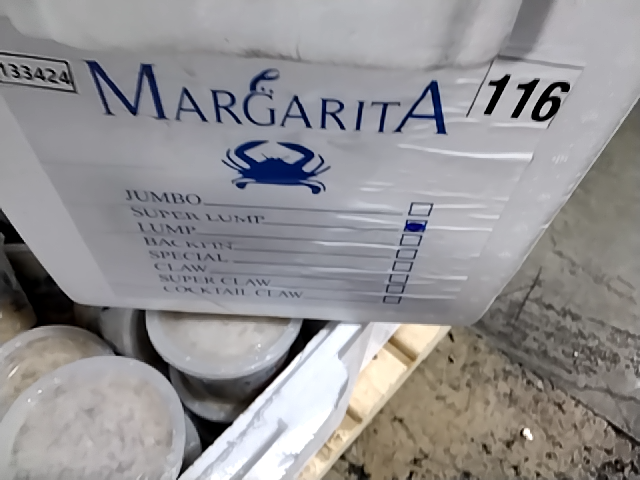 133424
MARGARITA
116
JUMBO
SUPER LUMP
LUMP
BACKFIN
SPECIAL
CLAW
SUPER CLAW
COCKTAIL CLAW